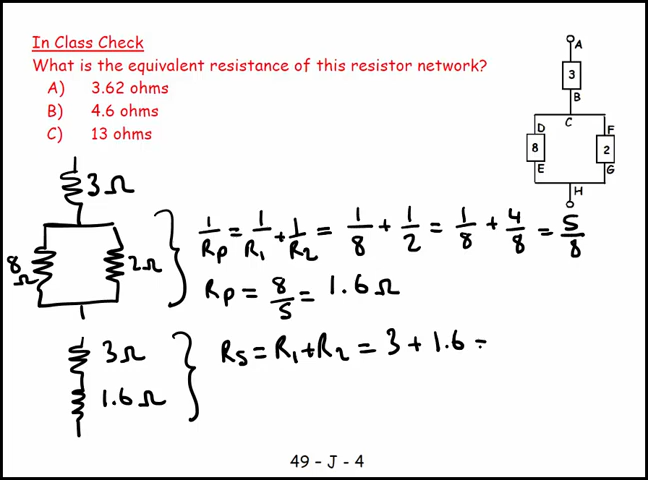 In Class Check
What is the equivalent resistance of this resistor network?
A) 3.62 ohms
B) 4.6 ohms
C) 13 ohms
A
3
B
C
D
F
8
2
E
G
H
3Ω
8Ω
2Ω
1/Rp = 1/R1 + 1/R2 = 1/8 + 1/2 = 1/8 + 4/8 = 5/8
Rp = 8/5 = 1.6 Ω
3Ω
1.6 Ω
Rs = R1 + R2 = 3 + 1.6 =
49 - J - 4